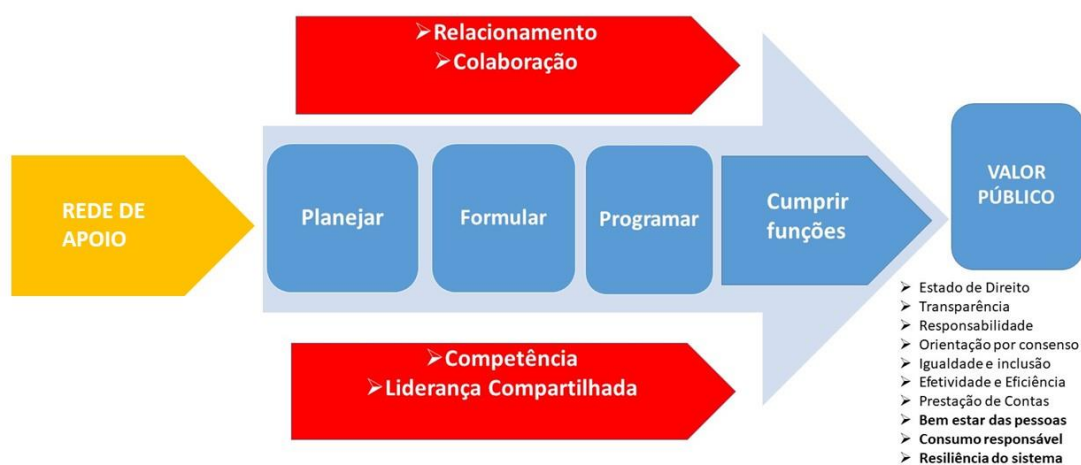 ➢Relacionamento
➢Colaboração
REDE DE
APOIO
Planejar
Formular
Programar
Cumprir
funções
VALOR
PÚBLICO
➢Competência
➢Liderança Compartilhada
➢ Estado de Direito
➢ Transparência
➢ Responsabilidade
➢ Orientação por consenso
➢ Igualdade e inclusão
➢ Efetividade e Eficiência
➢ Prestação de Contas
➢ Bem estar das pessoas
➢ Consumo responsável
➢ Resiliência do sistema